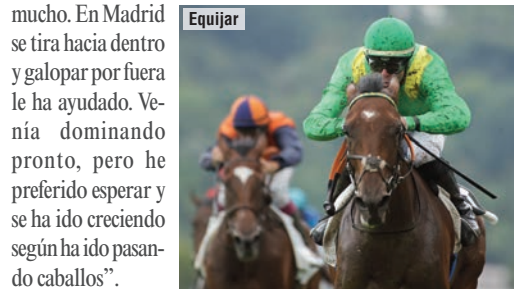 mucho. En Madrid
se tira hacia dentro
y galopar por fuera
le ha ayudado. Ve-
nía dominando
pronto, pero he
preferido esperar y
se ha ido creciendo
según ha ido pasan-
do caballos”.
Equijar